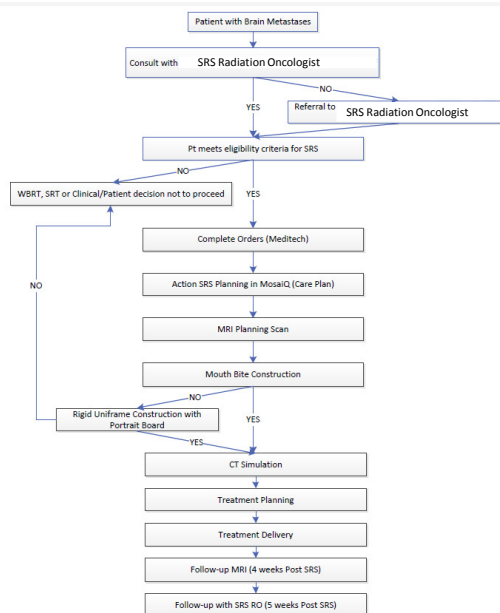 Patient with Brain Metastases
Consult with SRS Radiation Oncologist
NO
YES
Referral to SRS Radiation Oncologist
Pt meets eligibility criteria for SRS
NO
WBRT, SRT or Clinical/Patient decision not to proceed
YES
Complete Orders (Meditech)
NO
Action SRS Planning in MosaiQ (Care Plan)
MRI Planning Scan
Mouth Bite Construction
NO
Rigid Uniframe Construction with
Portrait Board
YES
YES
CT Simulation
Treatment Planning
Treatment Delivery
Follow-up MRI (4 weeks Post SRS)
Follow-up with SRS RO (5 weeks Post SRS)